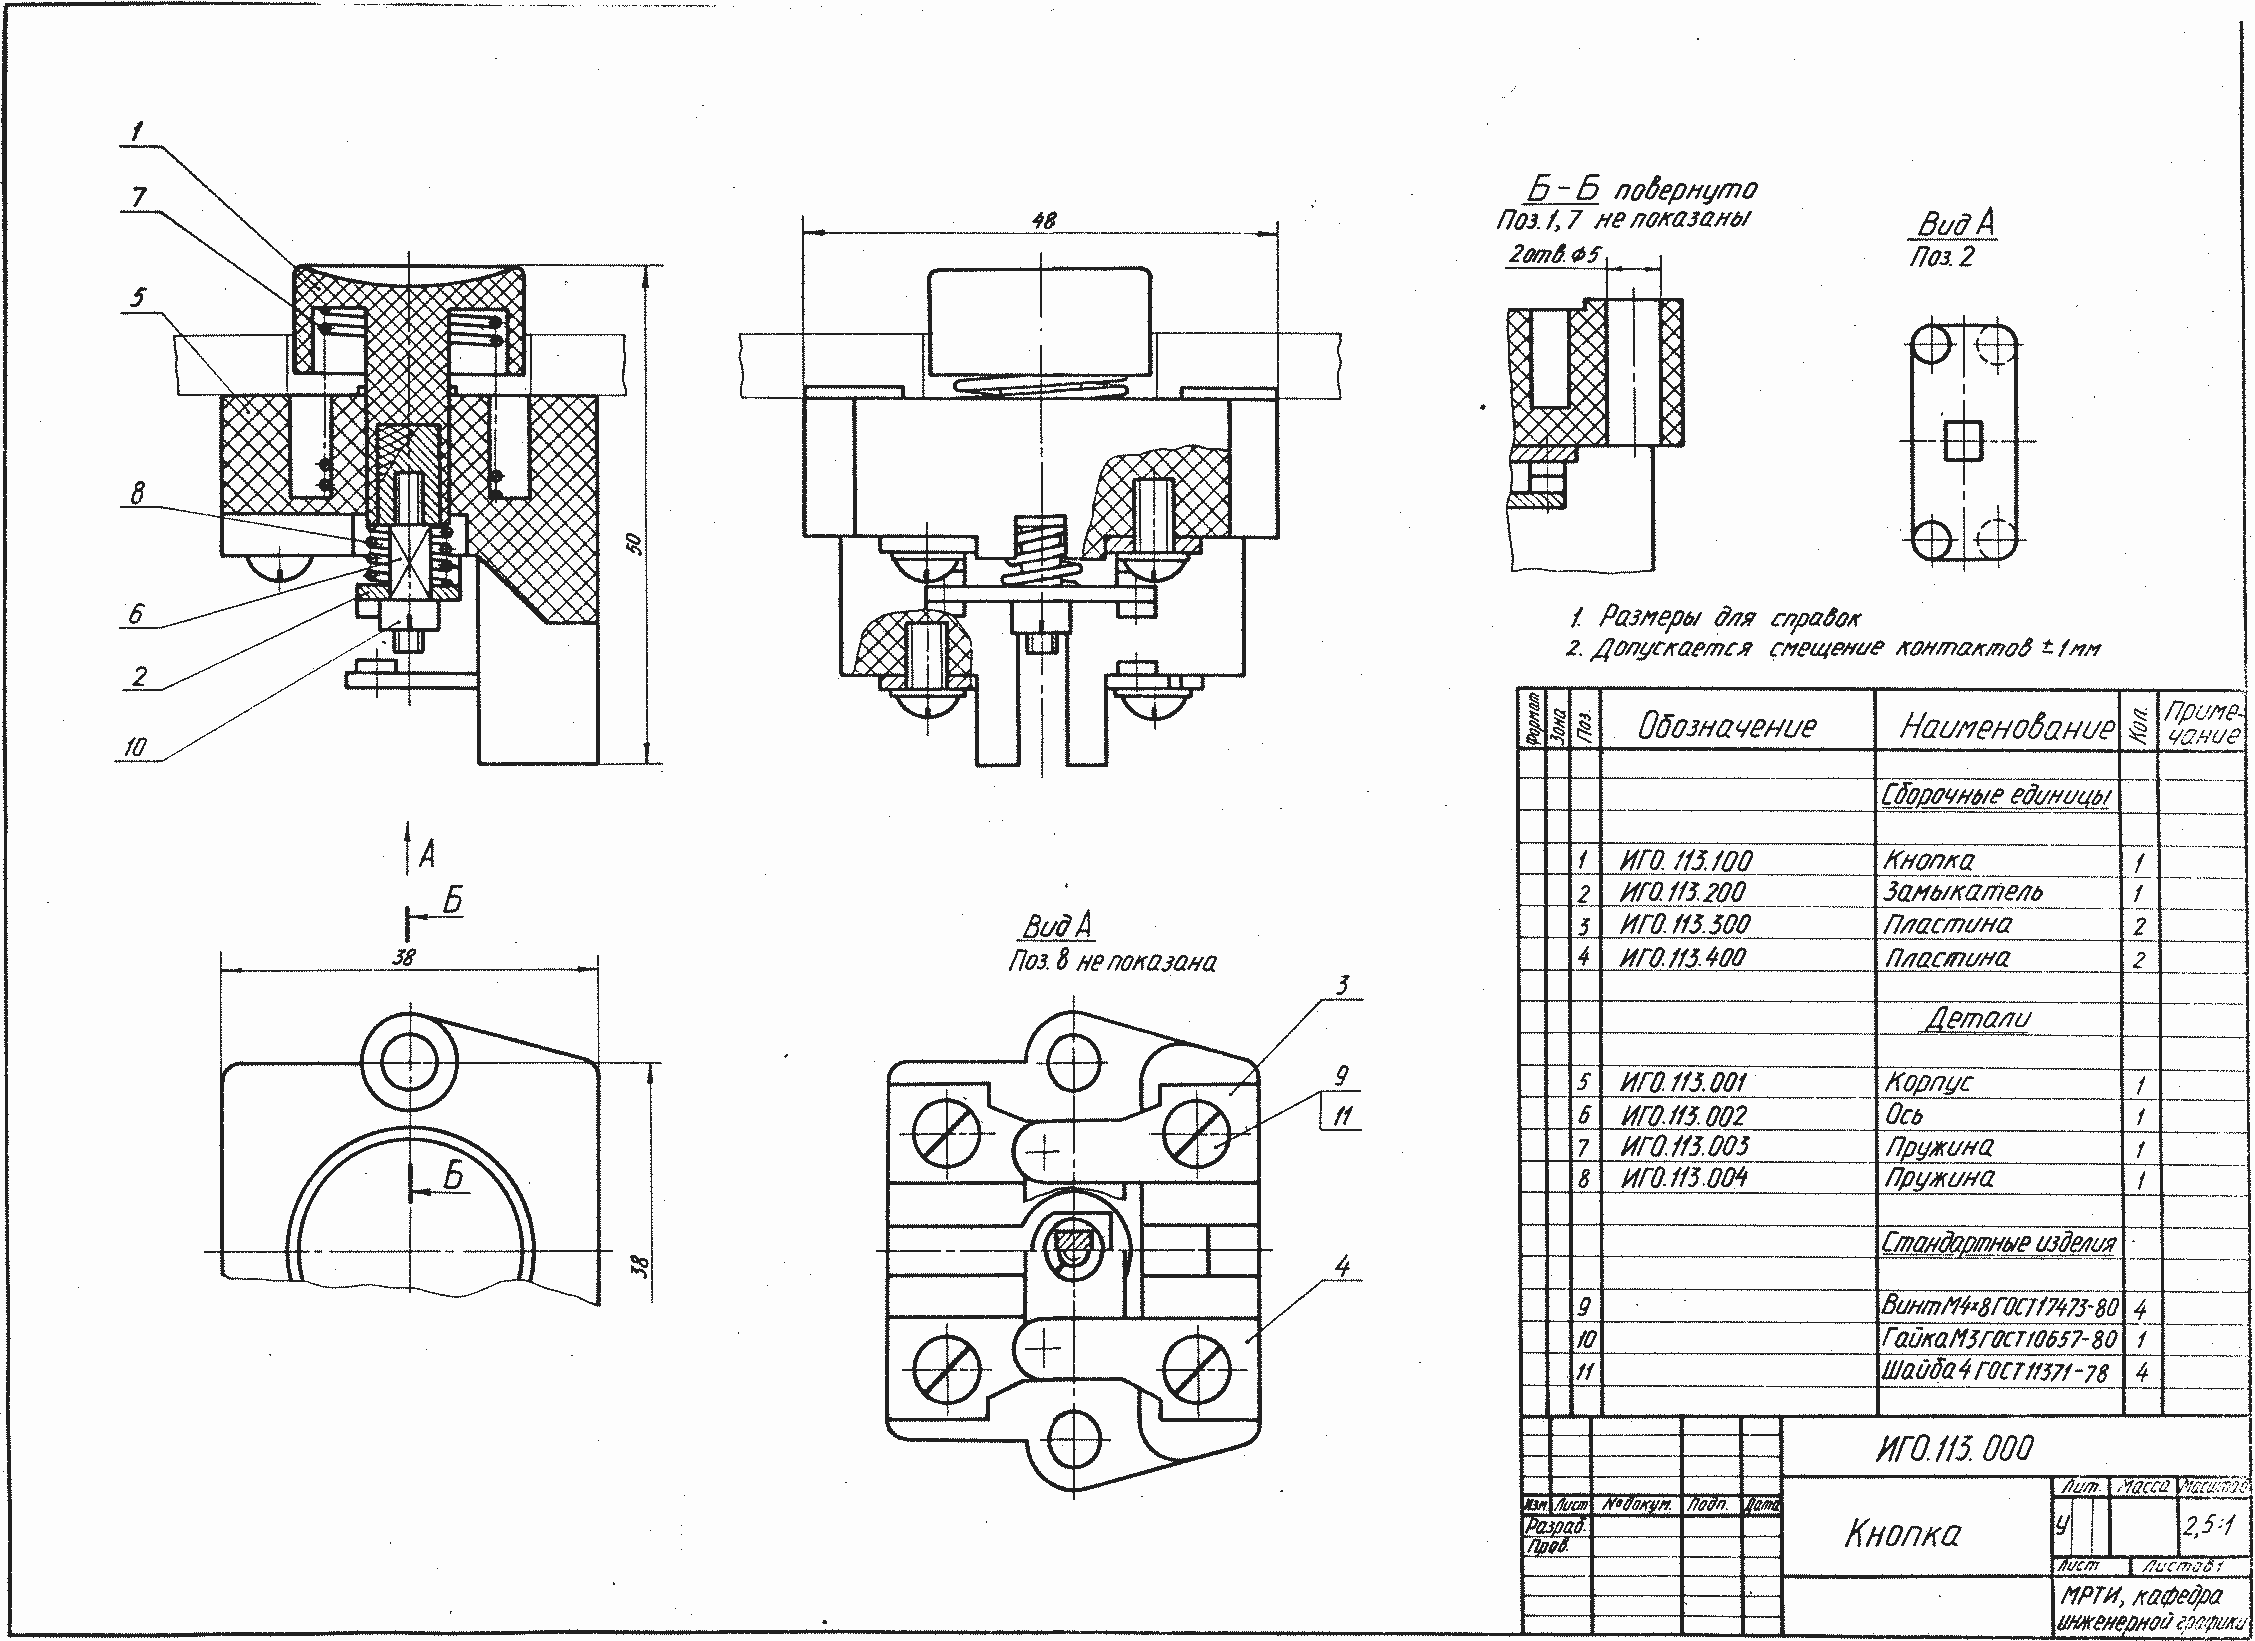 1
7
5
8
6
2
10
50
48
Б-Б повернуто
Поз. 1, 7 не показаны
2отв. Ф5
Вид А
Поз. 2
1. Размеры для справок
2. Допускается смещение контактов ± 1 мм
А
Б
38
Б
38
Вид А
Поз. 8 не показана
3
9
11
4
Формат Зона Поз. Обозначение Наименование Кол. Приме-чание
Сборочные единицы
1 ИГО.113.100 Кнопка 1
2 ИГО.113.200 Замыкатель 1
3 ИГО.113.300 Пластина 2
4 ИГО.113.400 Пластина 2
Детали
5 ИГО.113.001 Корпус 1
6 ИГО.113.002 Ось 1
7 ИГО.113.003 Пружина 1
8 ИГО.113.004 Пружина 1
Стандартные изделия
9 Винт М4×8 ГОСТ 17473-80 4
10 Гайка М3 ГОСТ 10657-80 1
11 Шайба 4 ГОСТ 11371-78 4
ИГО.113.000
Изм. Лист № докум. Подп. Дата
Разраб.
Пров.
Кнопка
Лит. Масса Масштаб
У 2,5:1
Лист Листов 1
МРТИ, кафедра
инженерной графики